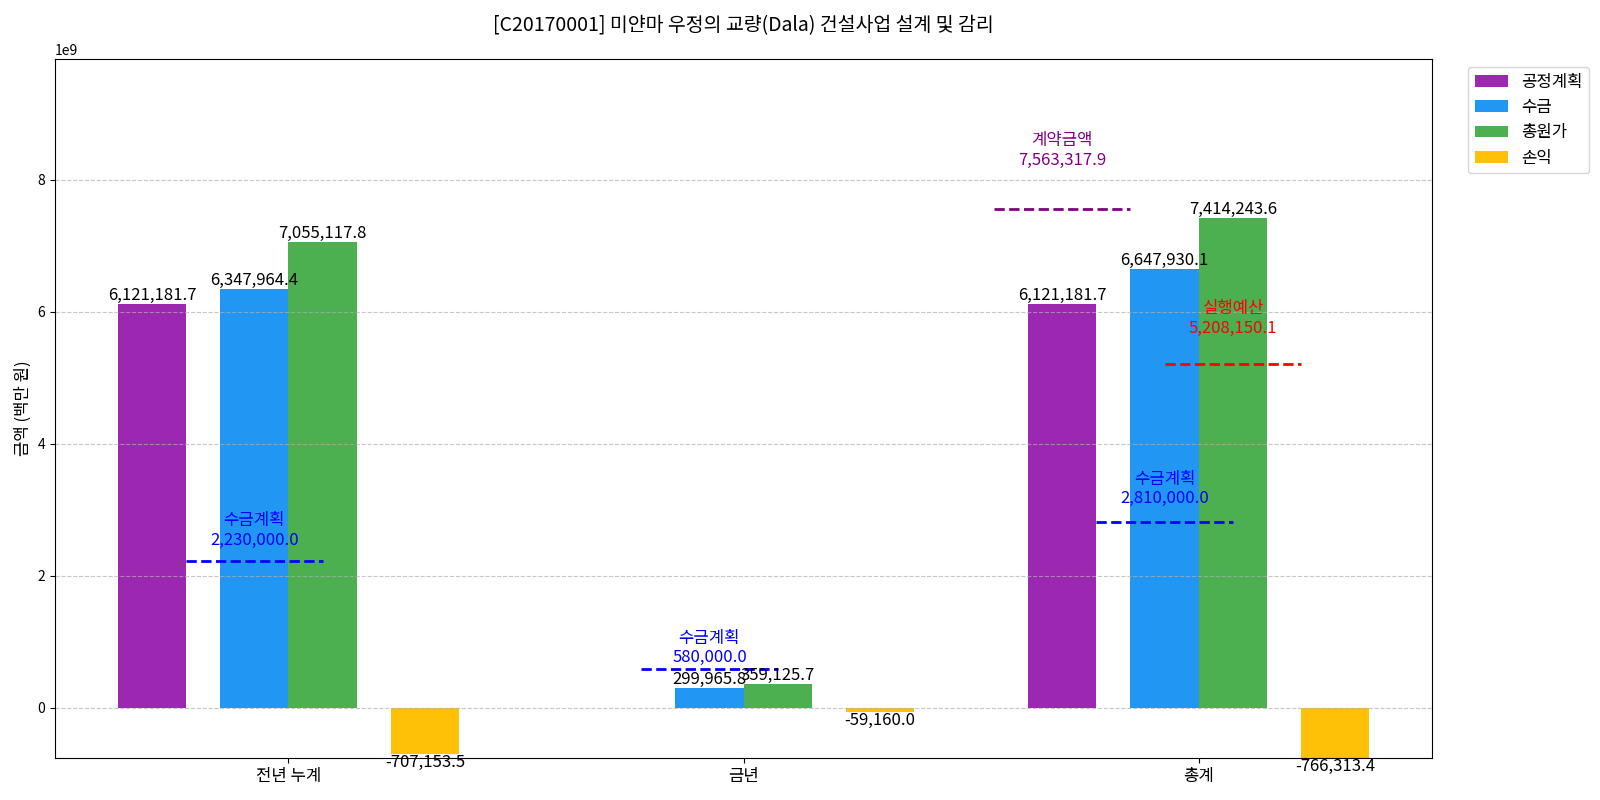 [C20170001] 미얀마 우정의 교량(Dala) 건설사업 설계 및 감리
1e9
공정계획
수금
총원가
손익
계약금액
7,563,317.9
8
7,414,243.6
7,055,117.8
6,647,930.1
6,347,964.4
6,121,181.7
6,121,181.7
실행예산
5,208,150.1
6
금액 (백만 원)
4
수금계획
2,810,000.0
수금계획
2,230,000.0
2
수금계획
580,000.0
299,965.8
359,125.7
0
-59,160.0
-707,153.5
-766,313.4
전년 누계
금년
총계